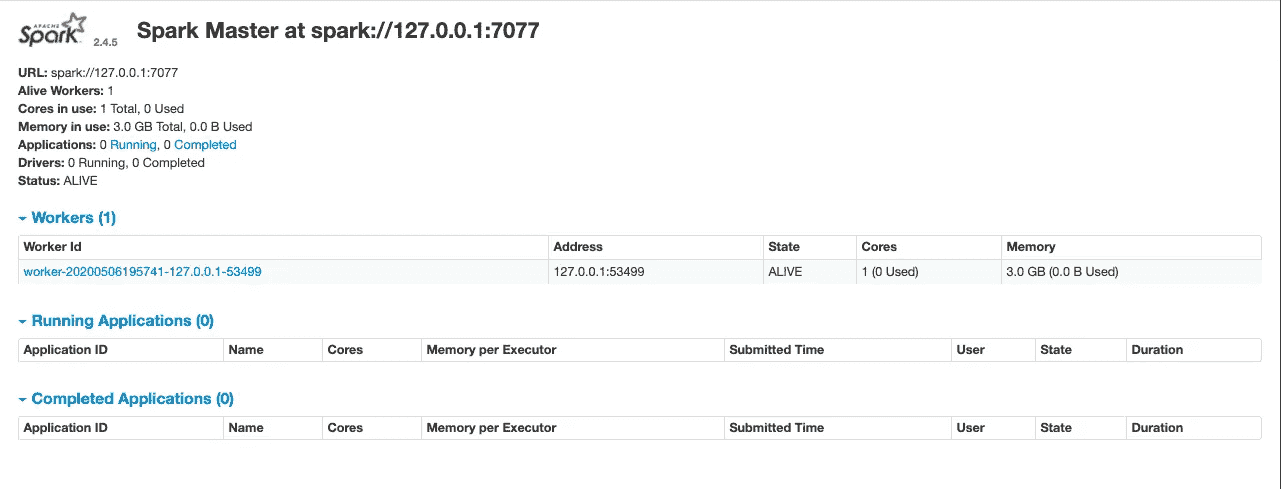 APACHE Spark 2.4.5 Spark Master at spark://127.0.0.1:7077
URL: spark://127.0.0.1:7077
Alive Workers: 1
Cores in use: 1 Total, 0 Used
Memory in use: 3.0 GB Total, 0.0 B Used
Applications: 0 Running, 0 Completed
Drivers: 0 Running, 0 Completed
Status: ALIVE
Workers (1)
Worker Id Address State Cores Memory
worker-20200506195741-127.0.0.1-53499 127.0.0.1:53499 ALIVE 1 (0 Used) 3.0 GB (0.0 B Used)
Running Applications (0)
Application ID Name Cores Memory per Executor Submitted Time User State Duration
Completed Applications (0)
Application ID Name Cores Memory per Executor Submitted Time User State Duration